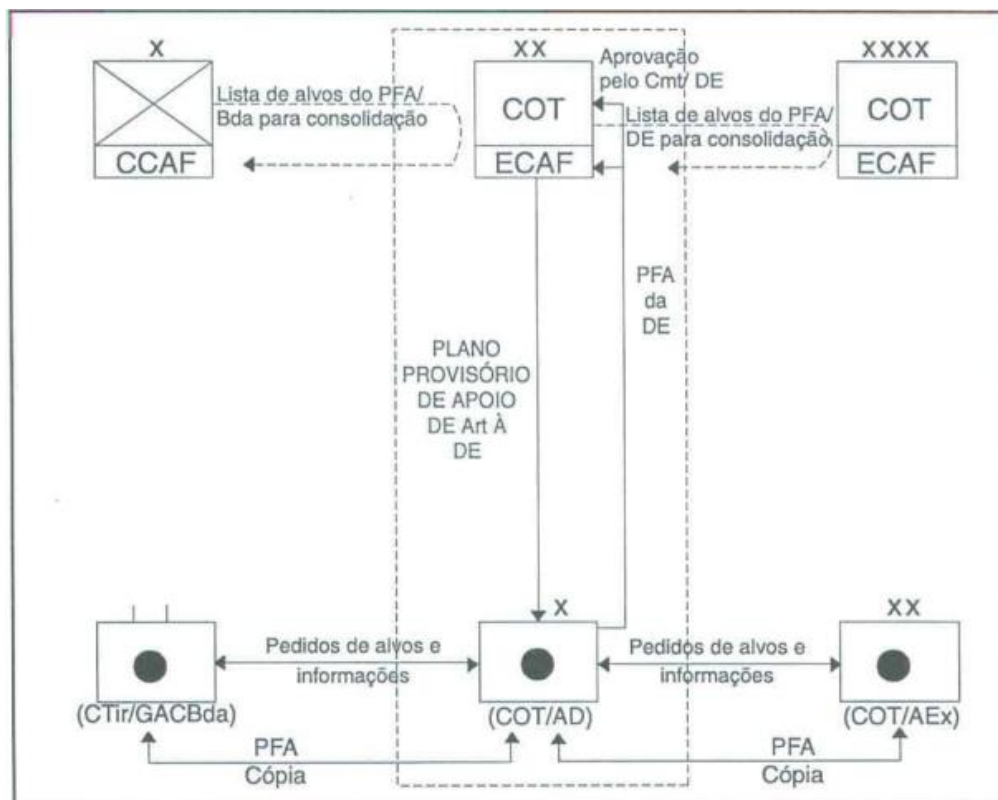 X
CCAF
Lista de alvos do PFA/
Bda para consolidação
XX
COT
ECAF
Aprovação
pelo Cmt/ DE
Lista de alvos do PFA/
DE para consolidação
XXXX
COT
ECAF
PLANO
PROVISÓRIO
DE APOIO
DE Art À
DE
PFA
da
DE
(CTir/GACBda)
Pedidos de alvos e
informações
X
(COT/AD)
Pedidos de alvos e
informações
XX
(COT/AEx)
PFA
Cópia
PFA
Cópia